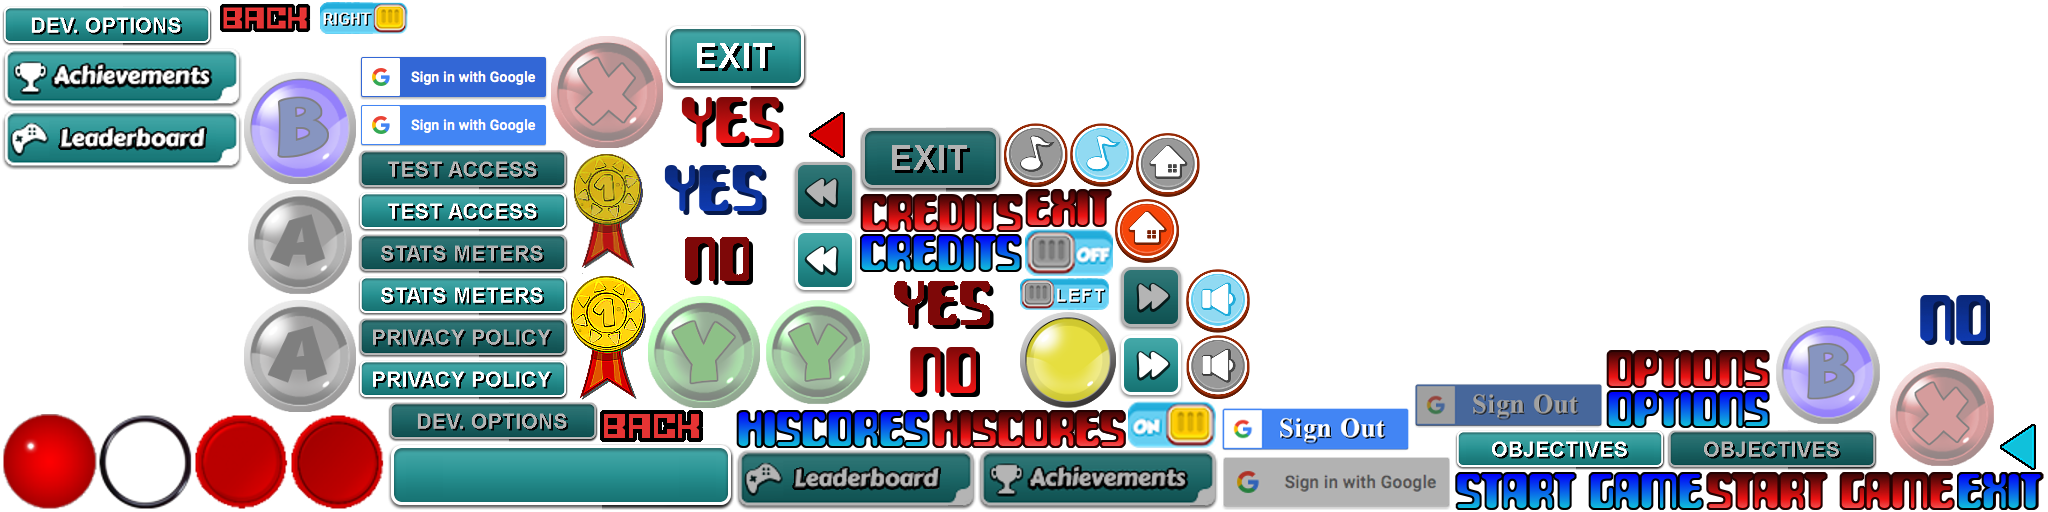 DEV. OPTIONS
BACK
RIGHT
Achievements
Leaderboard
B
Sign in with Google
Sign in with Google
X
EXIT
YES
YES
NO
TEST ACCESS
TEST ACCESS
STATS METERS
STATS METERS
PRIVACY POLICY
PRIVACY POLICY
1
1
A
A
Y
Y
EXIT
CREDITS
EXIT
CREDITS
OFF
YES
LEFT
NO
NO
B
X
OPTIONS
OPTIONS
DEV. OPTIONS
BACK
HISCORES
HISCORES
ON
Sign Out
Sign Out
OBJECTIVES
OBJECTIVES
Leaderboard
Achievements
Sign in with Google
START GAME
START GAME
EXIT